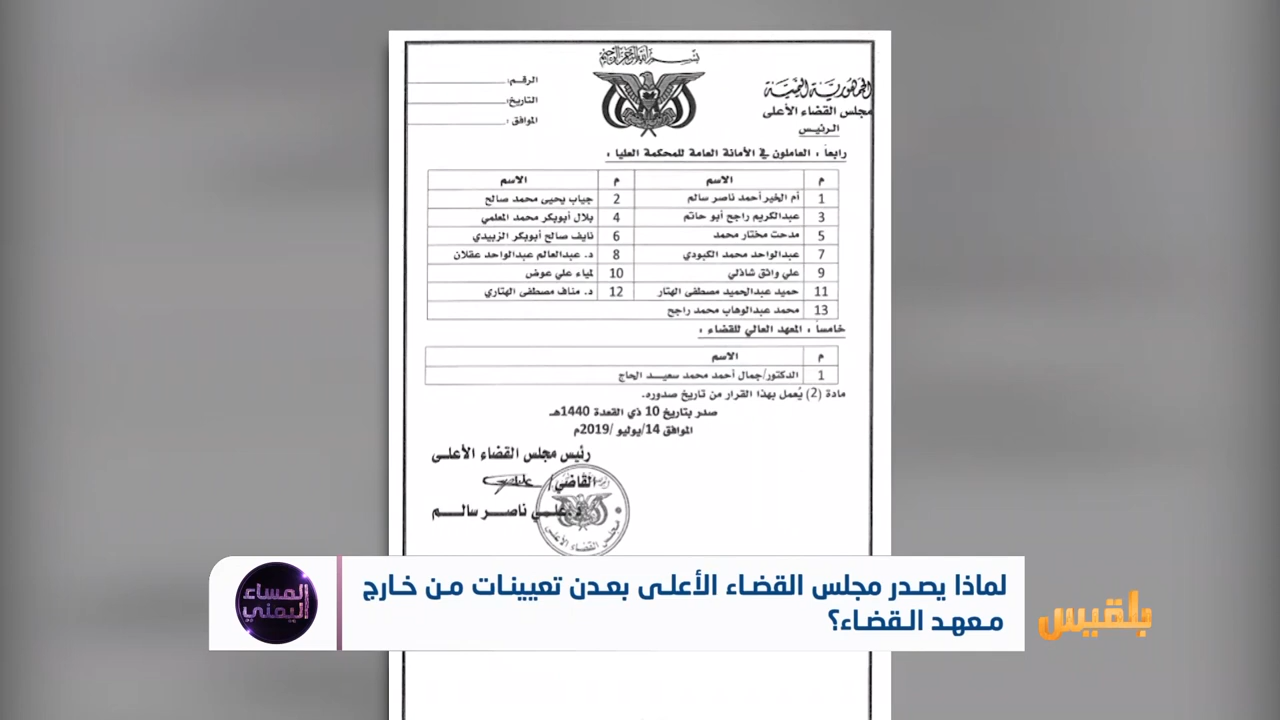 بسم الله الرحمن الرحيم
الجمهورية اليمنية
مجلس القضاء الأعلى
الرئيس
الرقم:
التاريخ:
الموافق:
رابعاً : العاملون في الأمانة العامة للمحكمة العليا :
م الاسم م الاسم
1 أم الخير أحمد ناصر سالم 2 جياب يحيى محمد صالح
3 عبدالكريم راجح أبو حاتم 4 بلال أبوبكر محمد المعلمي
5 مدحت مختار محمد 6 نايف صالح أبوبكر الزبيدي
7 عبدالواحد محمد الكبودي 8 د. عبدالعالم عبدالواحد عقلان
9 علي واثق شاذلي 10 لمياء علي عوض
11 حميد عبدالحميد مصطفى الهتار 12 د. مناف مصطفى الهتاري
13 محمد عبدالوهاب محمد راجح
خامساً : المعهد العالي للقضاء :
م الاسم
1 الدكتور/جمال أحمد محمد سعيد الحاج
مادة (2) يُعمل بهذا القرار من تاريخ صدوره.
صدر بتاريخ 10 ذي القعدة 1440هـ
الموافق 14/يوليو /2019م
رئيس مجلس القضاء الأعلى
القاضي/
د. علي ناصر سالم
مجلس القضاء الأعلى
لماذا يصدر مجلس القضاء الأعلى بعدن تعيينات من خارج
معهد القضاء؟
المساء
اليمني
بلقيس